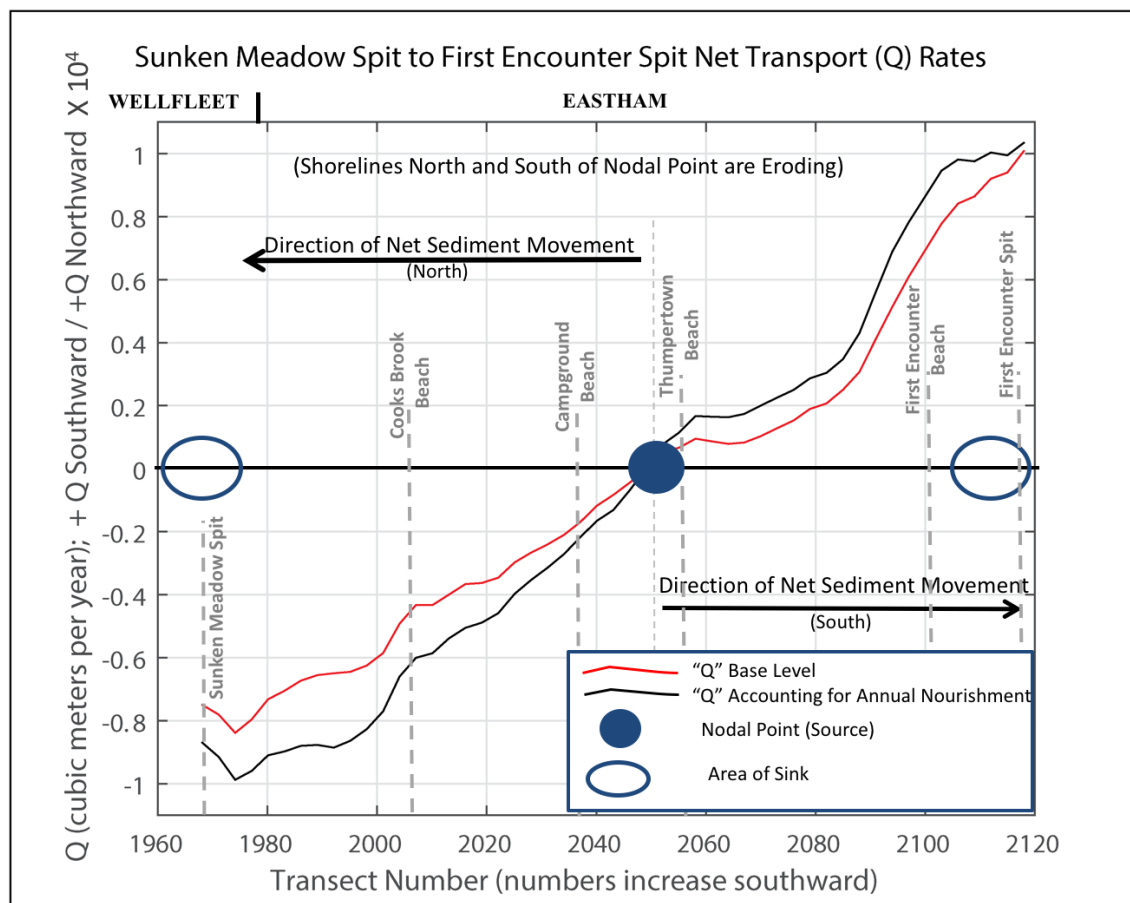 Sunken Meadow Spit to First Encounter Spit Net Transport (Q) Rates
WELLFLEET
EASTHAM
(Shorelines North and South of Nodal Point are Eroding)
Direction of Net Sediment Movement
(North)
Q (cubic meters per year); + Q Southward / +Q Northward X 10⁴
1
0.8
0.6
0.4
0.2
0
-0.2
-0.4
-0.6
-0.8
-1
Sunken Meadow Spit
Cooks Brook
Beach
Campground
Beach
Thumpertown
Beach
First Encounter
Beach
First Encounter Spit
Direction of Net Sediment Movement
(South)
"Q" Base Level
"Q" Accounting for Annual Nourishment
Nodal Point (Source)
Area of Sink
1960 1980 2000 2020 2040 2060 2080 2100 2120
Transect Number (numbers increase southward)